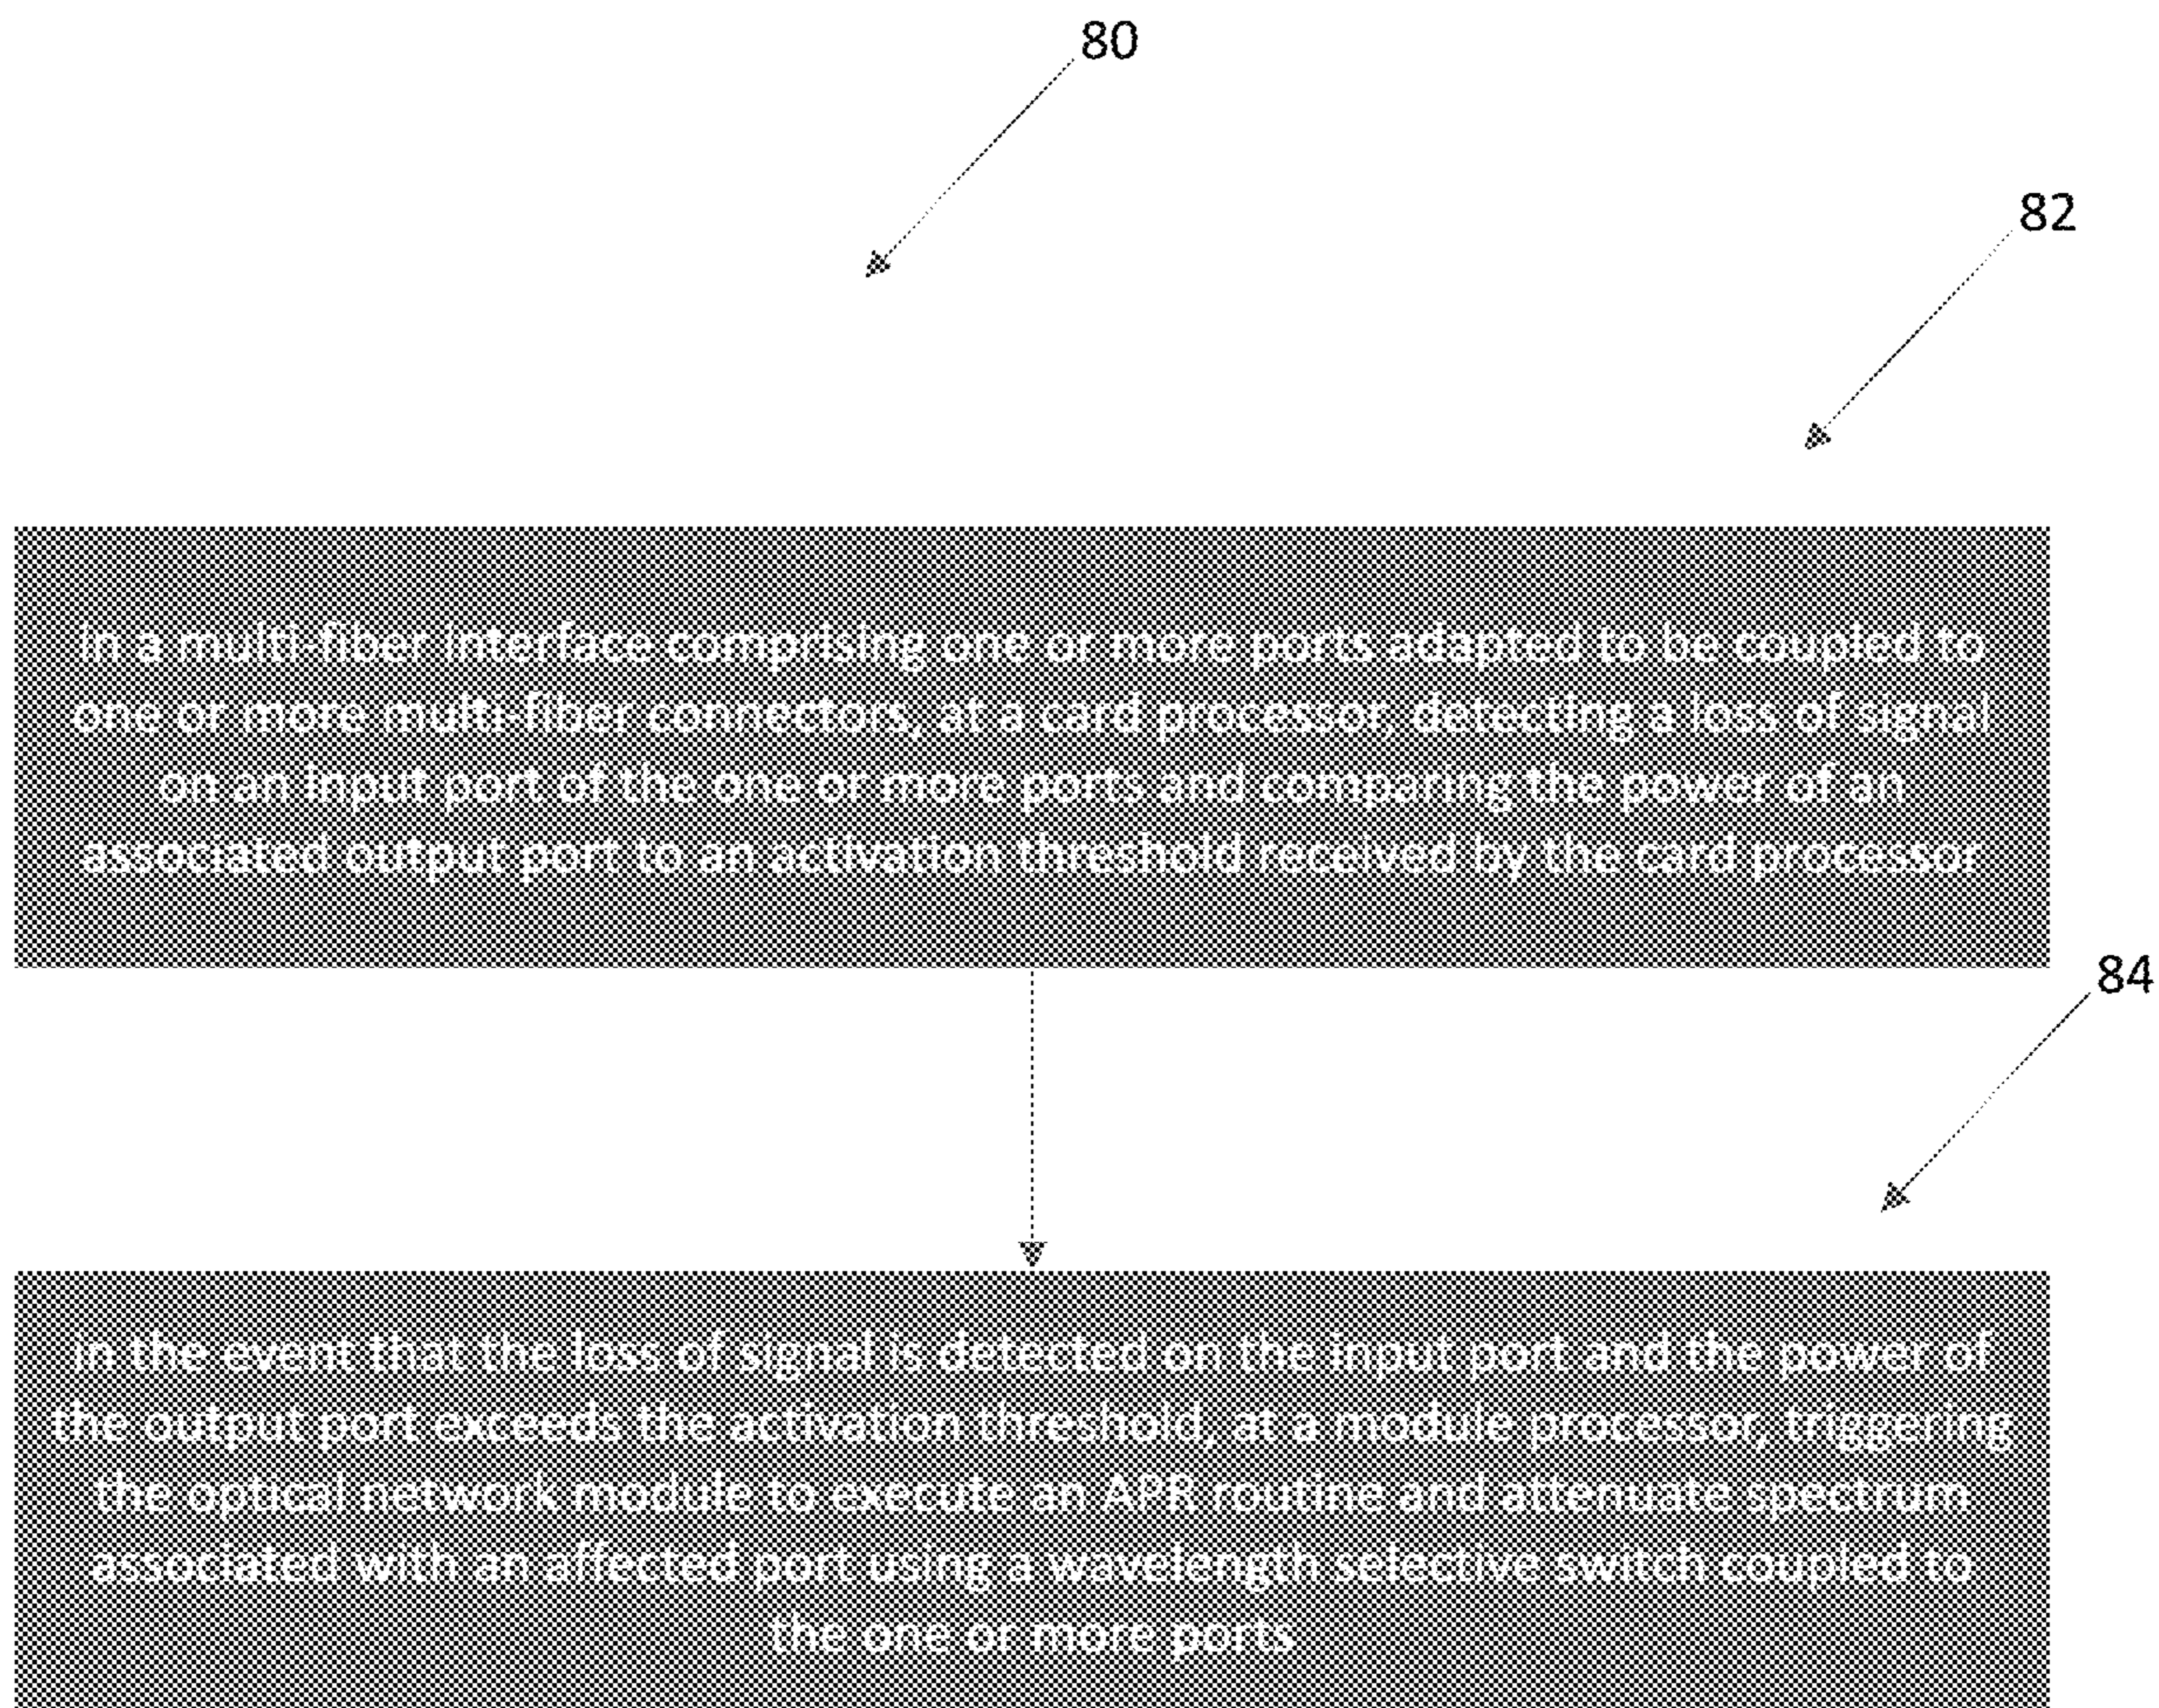 80
82
In a multi-fiber interface comprising one or more ports adapted to be coupled to
one or more multi-fiber connectors, at a card processor, detecting a loss of signal
on an input port of the one or more ports and comparing the power of an
associated output port to an activation threshold received by the card processor
84
in the event that the loss of signal is detected on the input port and the power of
the output port exceeds the activation threshold, at a module processor, triggering
the optical network module to execute an APR routine and attenuate spectrum
associated with an affected port using a wavelength selective switch coupled to
the one or more ports